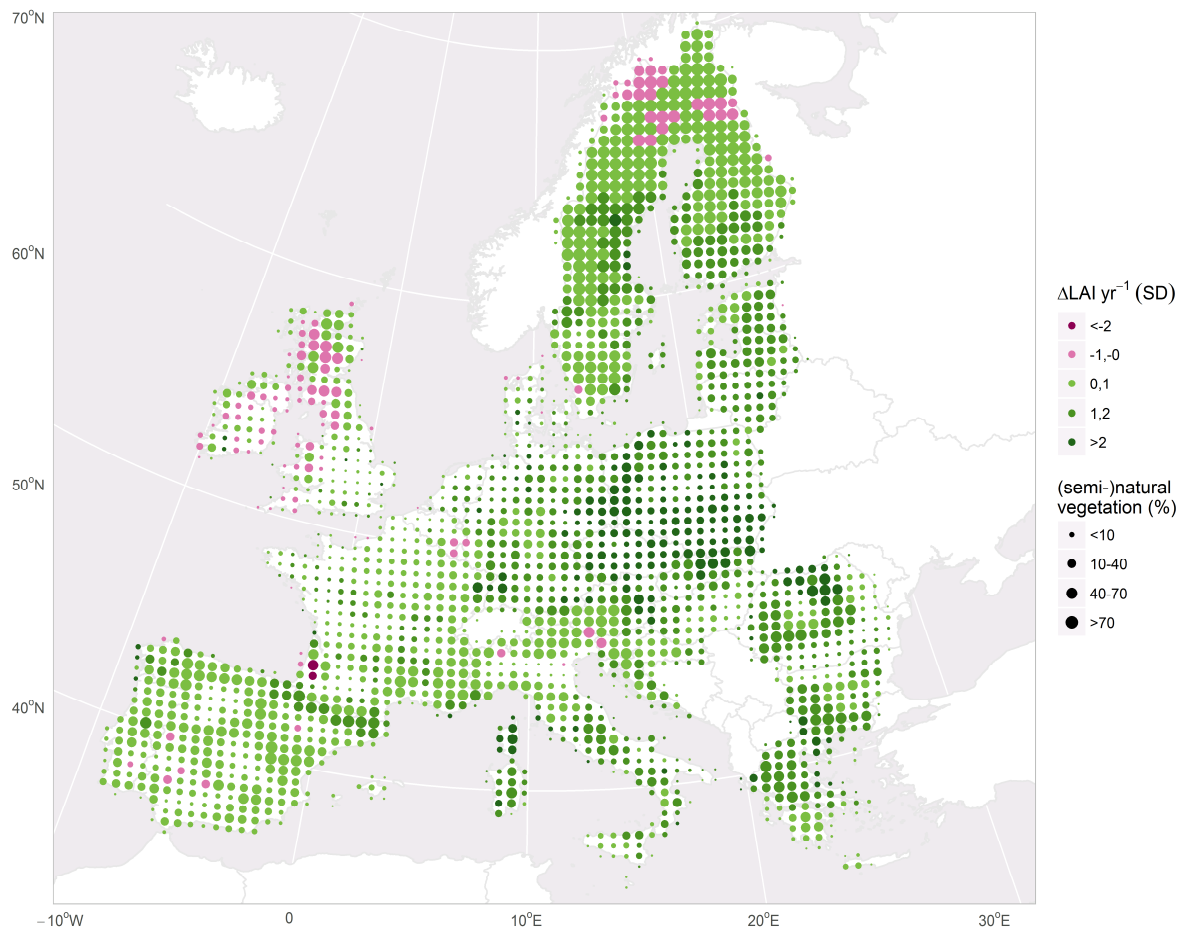 70°N
60°N
50°N
40°N
−10°W
0
10°E
20°E
30°E
ΔLAI yr⁻¹ (SD)
<-2
-1,-0
0,1
1,2
>2
(semi-)natural
vegetation (%)
<10
10-40
40-70
>70